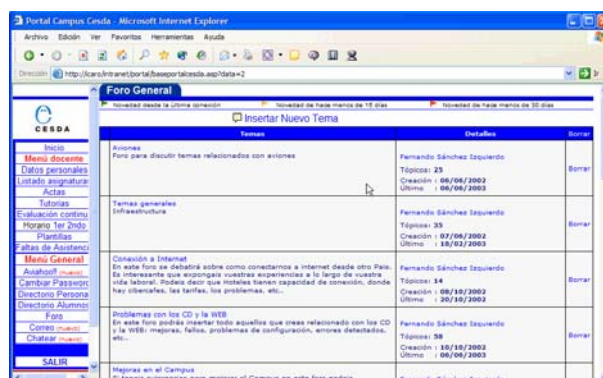 Portal Campus Cesda - Microsoft Internet Explorer
Archivo Edición Ver Favoritos Herramientas Ayuda
Dirección http://icaro/intranet/portal/baseportalcesda.asp?data=2
Foro General
Novedad desde la última conexión Novedad de hace menos de 15 días Novedad de hace menos de 30 días
Insertar Nuevo Tema
Temas Detalles Borrar
CESDA
Inicio
Menú docente
Datos personales
Listado asignatura
Actas
Tutorias
Evaluación continu
Horario 1er 2ndo
Plantillas
Faltas de Asistenci
Menú General
Aviahoo!! (nuevo)
Cambiar Passworc
Directorio Persona
Directorio Alumnos
Foro
Correo (nuevo)
Chatear (nuevo)
SALIR
Aviones
Foro para discutir temas relacionados con aviones
Fernando Sánchez Izquierdo
Tópicos: 25
Creación : 06/06/2002
Último : 06/06/2003
Borrar
Temas generales
Infraestructura
Fernando Sánchez Izquierdo
Tópicos: 35
Creación : 07/06/2002
Último : 18/02/2003
Borrar
Conexión a Internet
En este foro se debatirá sobre como conectarnos a internet desde otro Pais.
Es interesante que expongais vuestras experiencias a lo largo de vuestra
vida laboral. Podeis decir que Hoteles tienen capacidad de conexión, donde
hay cibercafes, las tarifas, los problemas, etc..
Fernando Sánchez Izquierdo
Tópicos: 14
Creación : 08/10/2002
Último : 20/10/2002
Borrar
Problemas con los CD y la WEB
En este foro podrás insertar todo aquellos que creas relacionado con los CD
y la WEB: mejoras, fallos, problemas de configuración, errores detectados,
etc..
Fernando Sánchez Izquierdo
Tópicos: 58
Creación : 10/10/2002
Último : 06/06/2003
Borrar
Mejoras en el Campus